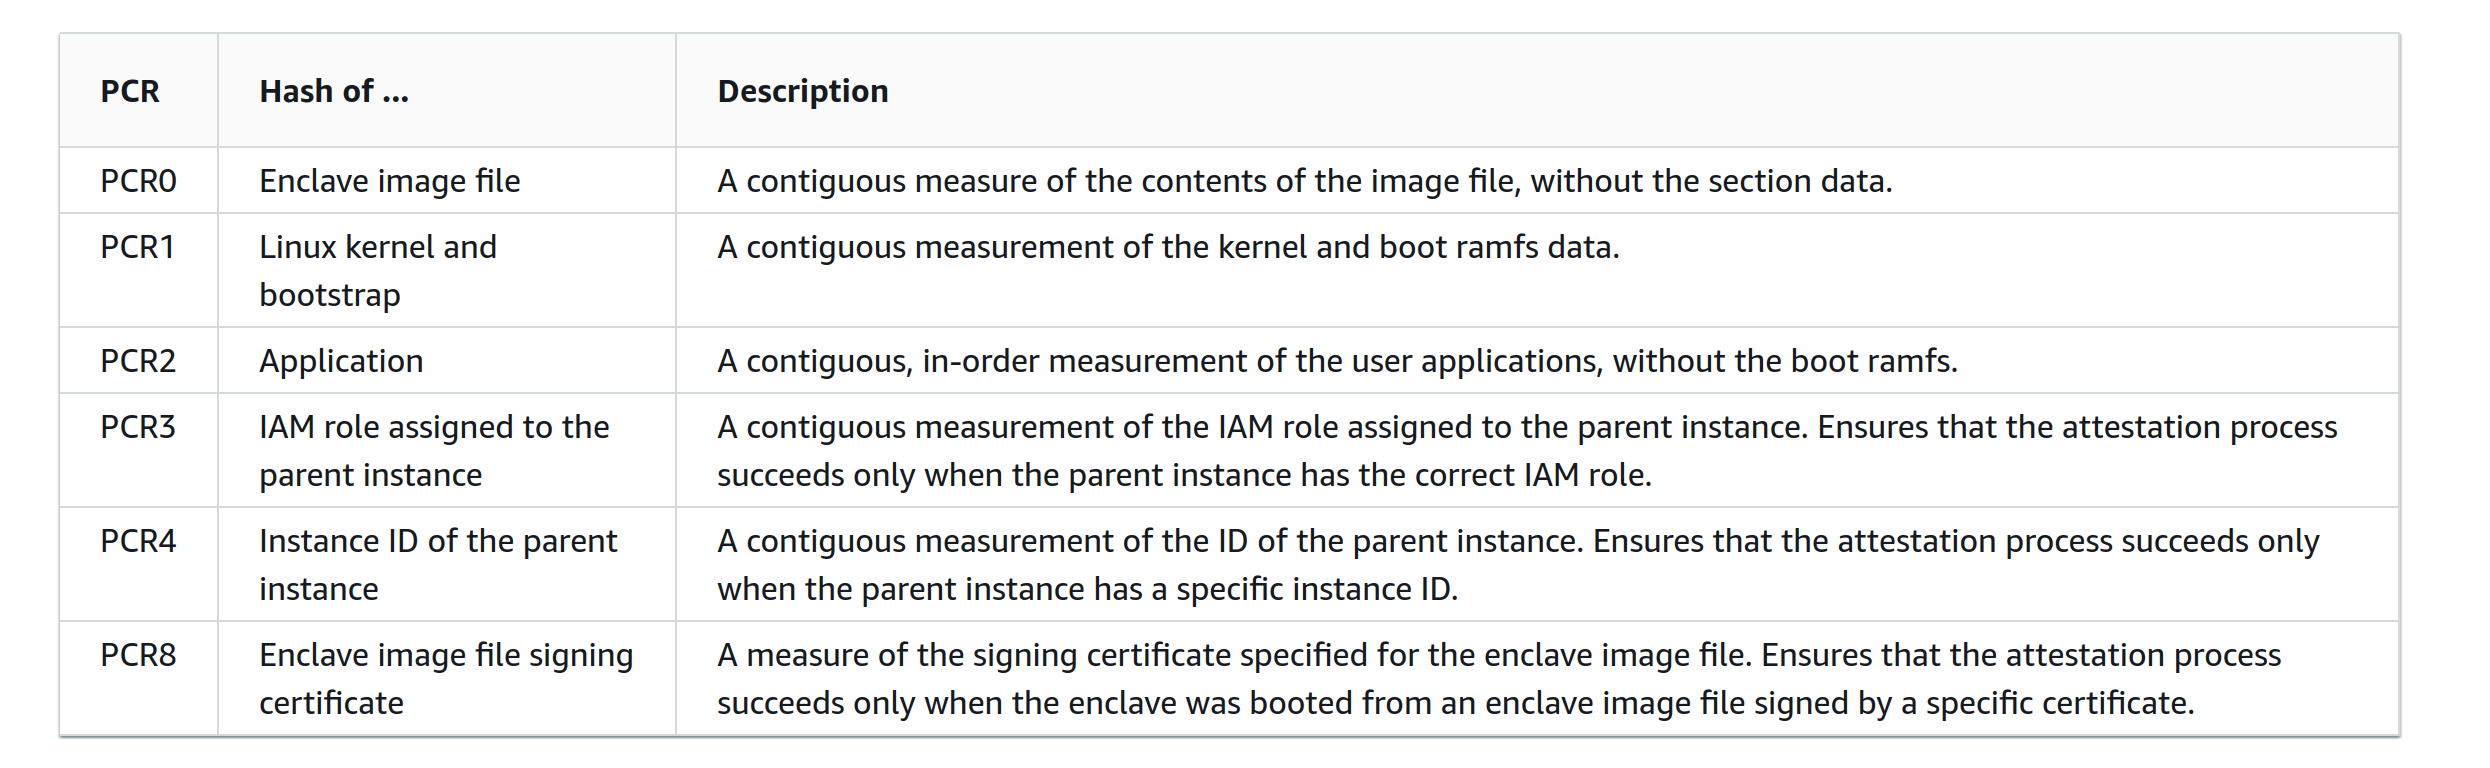 PCR Hash of ... Description
PCR0 Enclave image file A contiguous measure of the contents of the image file, without the section data.
PCR1 Linux kernel and A contiguous measurement of the kernel and boot ramfs data.
bootstrap
PCR2 Application A contiguous, in-order measurement of the user applications, without the boot ramfs.
PCR3 IAM role assigned to the A contiguous measurement of the IAM role assigned to the parent instance. Ensures that the attestation process
parent instance succeeds only when the parent instance has the correct IAM role.
PCR4 Instance ID of the parent A contiguous measurement of the ID of the parent instance. Ensures that the attestation process succeeds only
instance when the parent instance has a specific instance ID.
PCR8 Enclave image file signing A measure of the signing certificate specified for the enclave image file. Ensures that the attestation process
certificate succeeds only when the enclave was booted from an enclave image file signed by a specific certificate.